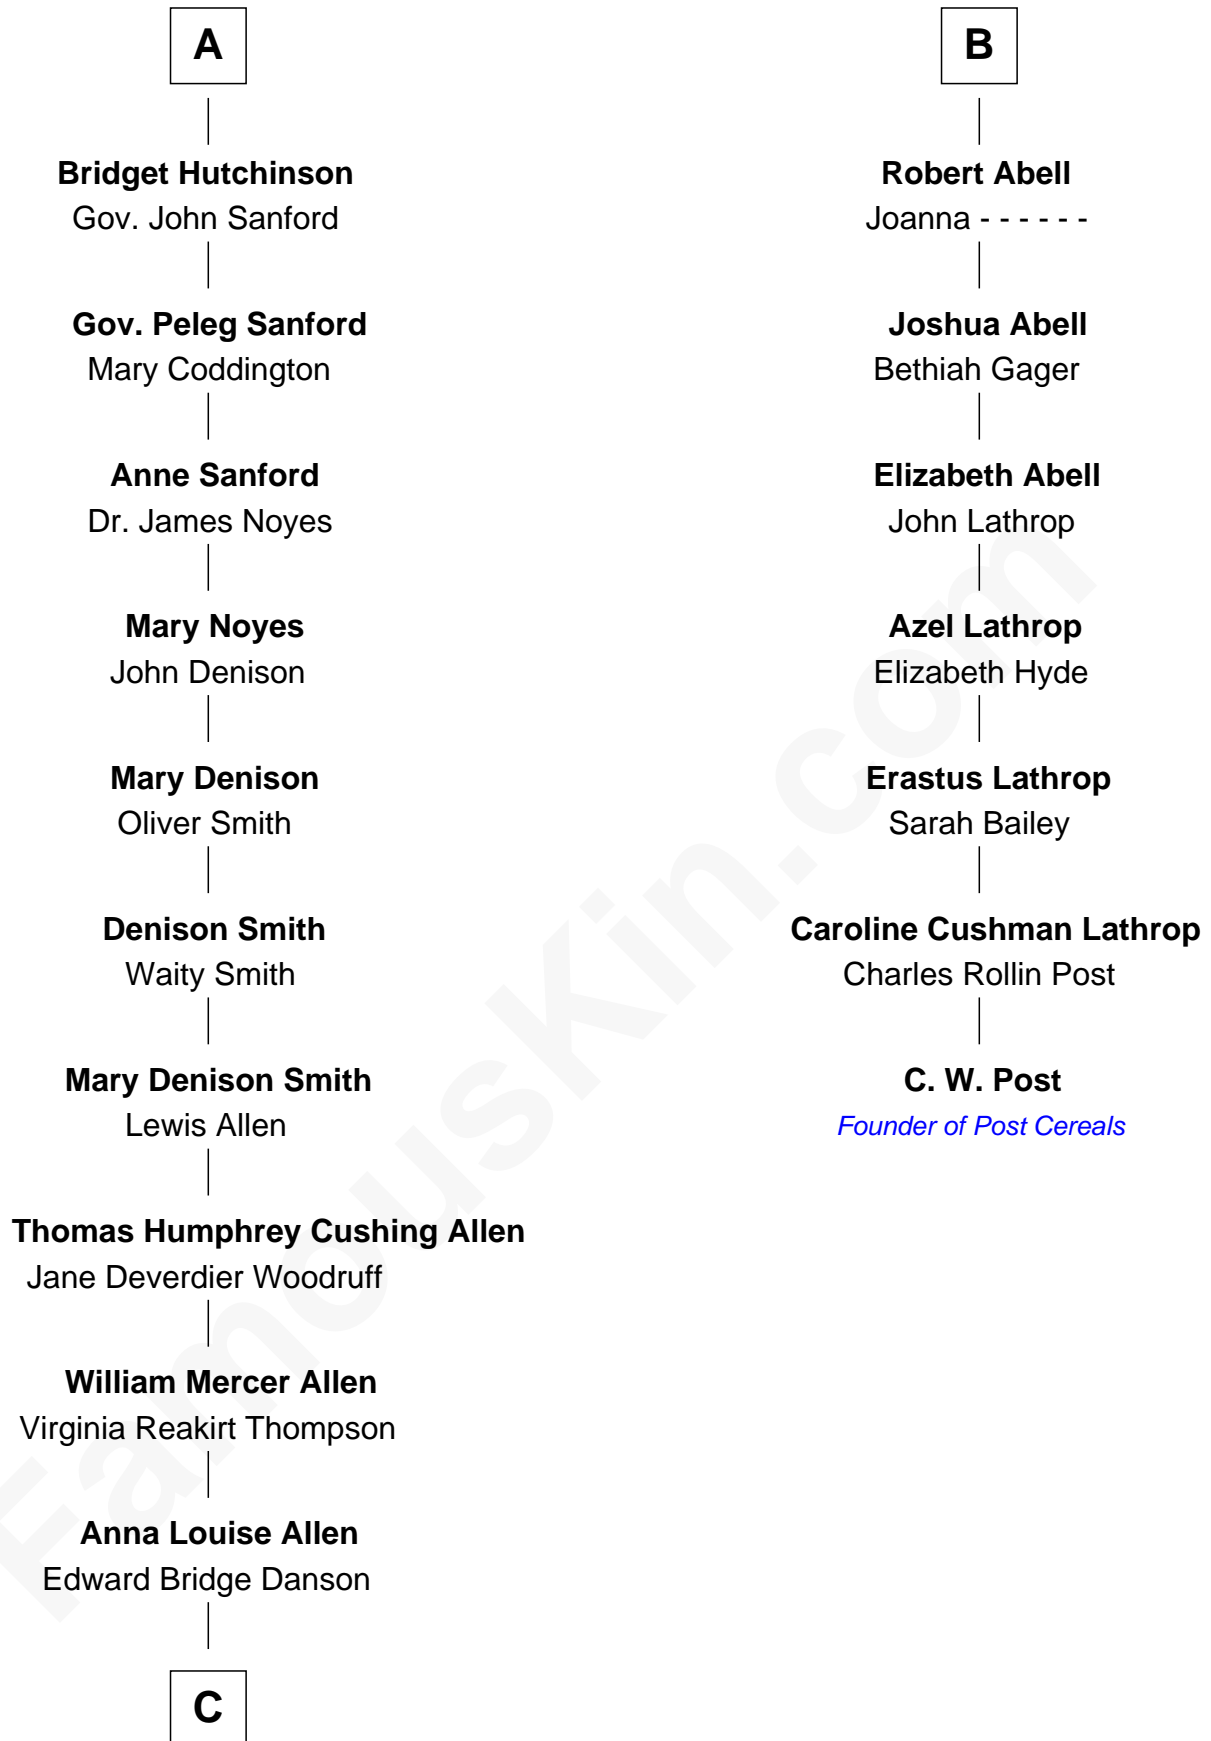 A
Bridget Hutchinson
Gov. John Sanford
Gov. Peleg Sanford
Mary Coddington
Anne Sanford
Dr. James Noyes
Mary Noyes
John Denison
Mary Denison
Oliver Smith
Denison Smith
Waity Smith
Mary Denison Smith
Lewis Allen
Thomas Humphrey Cushing Allen
Jane Deverdier Woodruff
William Mercer Allen
Virginia Reakirt Thompson
Anna Louise Allen
Edward Bridge Danson
C
B
Robert Abell
Joanna - - - - - -
Joshua Abell
Bethiah Gager
Elizabeth Abell
John Lathrop
Azel Lathrop
Elizabeth Hyde
Erastus Lathrop
Sarah Bailey
Caroline Cushman Lathrop
Charles Rollin Post
C. W. Post
Founder of Post Cereals
FamousKin.com